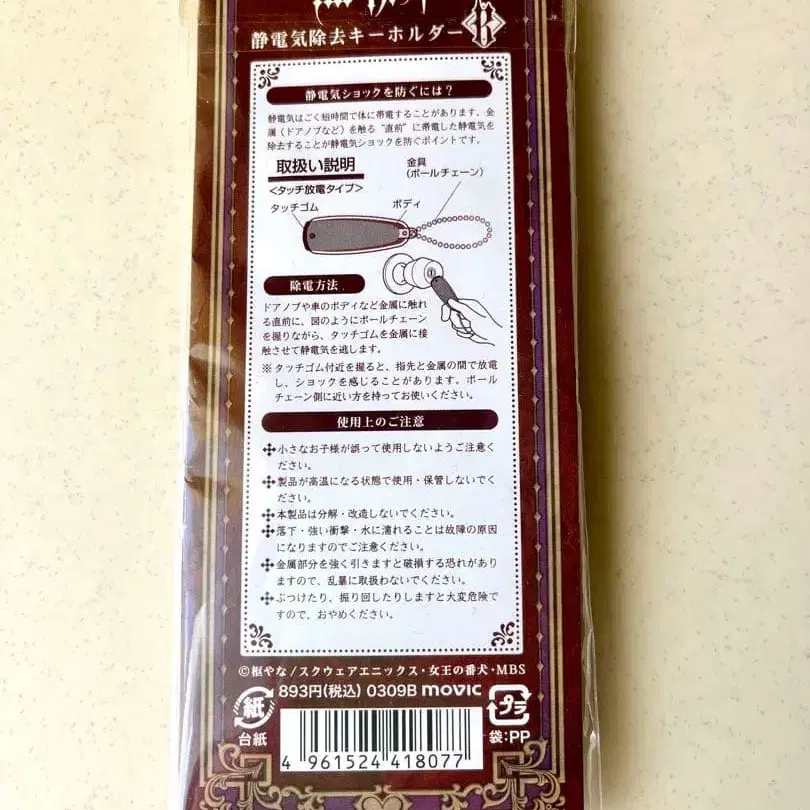 静電気除去キーホルダー B
静電気ショックを防ぐには？
静電気はごく短時間で体に帯電することがあります。金
属（ドアノブなど）を触る"直前"に帯電した静電気を
除去することが静電気ショックを防ぐポイントです。
取扱い説明
<タッチ放電タイプ>
金具
（ボールチェーン）
タッチゴム
ボディ
除電方法
ドアノブや車のボディなど金属に触れ
る直前に、図のようにボールチェーン
を握りながら、タッチゴムを金属に接
触させて静電気を逃します。
※タッチゴム付近を握ると、指先と金属の間で放電
し、ショックを感じることがあります。ボール
チェーン側に近い方を持ってお使いください。
使用上のご注意
小さなお子様が誤って使用しないようご注意く
ださい。
製品が高温になる状態で使用・保管しないでく
ださい。
本製品は分解・改造しないでください。
落下・強い衝撃・水に濡れることは故障の原因
になりますのでご注意ください。
金属部分を強く引きますと破損する恐れがあり
ますので、乱暴に取扱わないでください。
ぶつけたり、振り回したりしますと大変危険で
すので、おやめください。
©枢やな/スクウェアエニックス・女王の番犬・MBS
893円(税込) 0309B movic
紙
台紙
プラ
袋:PP
4 961524 418077